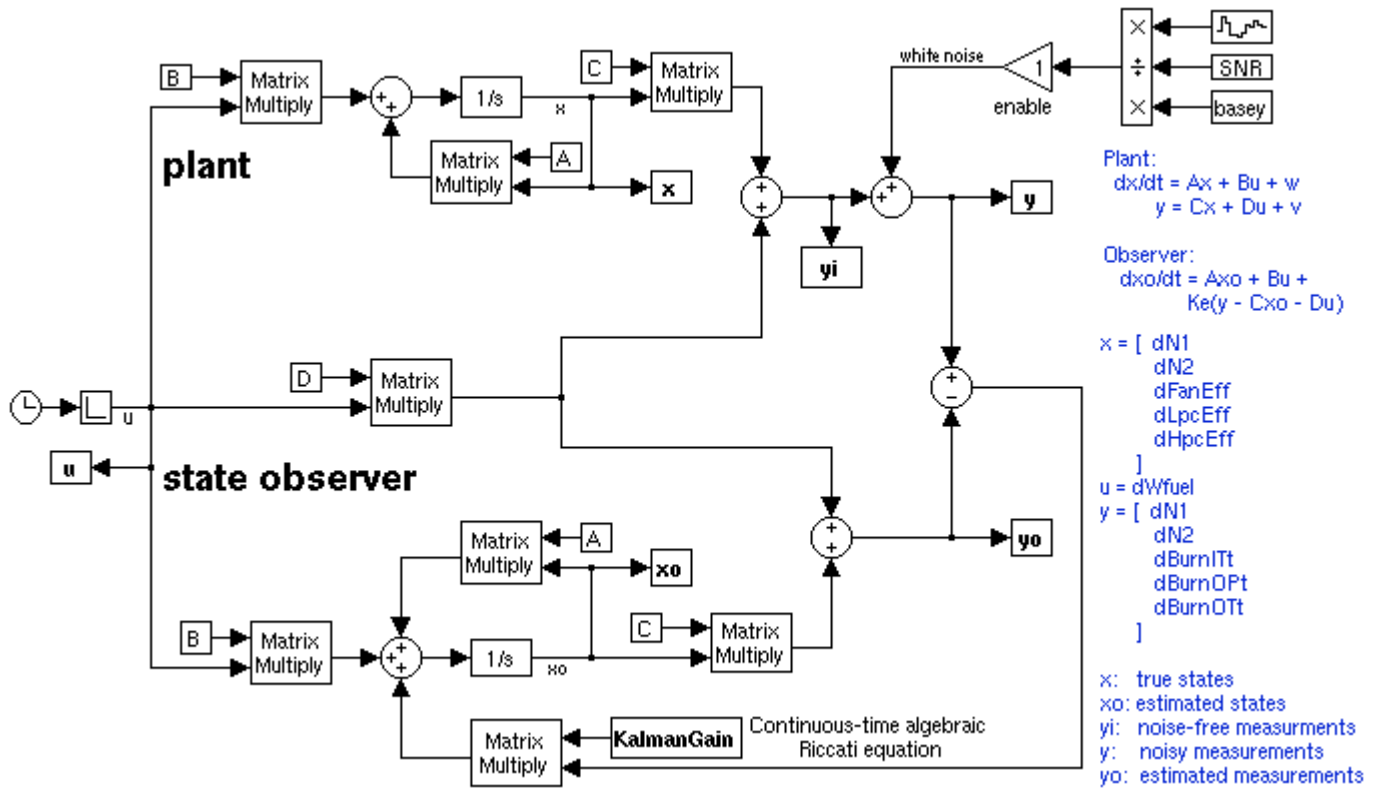 B
Matrix
Multiply
+
+
1/s
x
C
Matrix
Multiply
white noise
1
enable
×
÷
×
SNR
basey
plant
Matrix
Multiply
A
x
+
+
yi
+
+
y
Plant:
dx/dt = Ax + Bu + w
y = Cx + Du + v
Observer:
dxo/dt = Axo + Bu +
Ke(y - Cxo - Du)
x = [ dN1
dN2
dFanEff
dLpcEff
dHpcEff
]
u = dWfuel
y = [ dN1
dN2
dBurnITt
dBurnOPt
dBurnOTt
]
x: true states
xo: estimated states
yi: noise-free measurments
y: noisy measurements
yo: estimated measurements
D
Matrix
Multiply
u
+
−
u
state observer
Matrix
Multiply
A
xo
+
+
yo
B
Matrix
Multiply
+
+
+
1/s
xo
C
Matrix
Multiply
Matrix
Multiply
KalmanGain
Continuous-time algebraic
Riccati equation